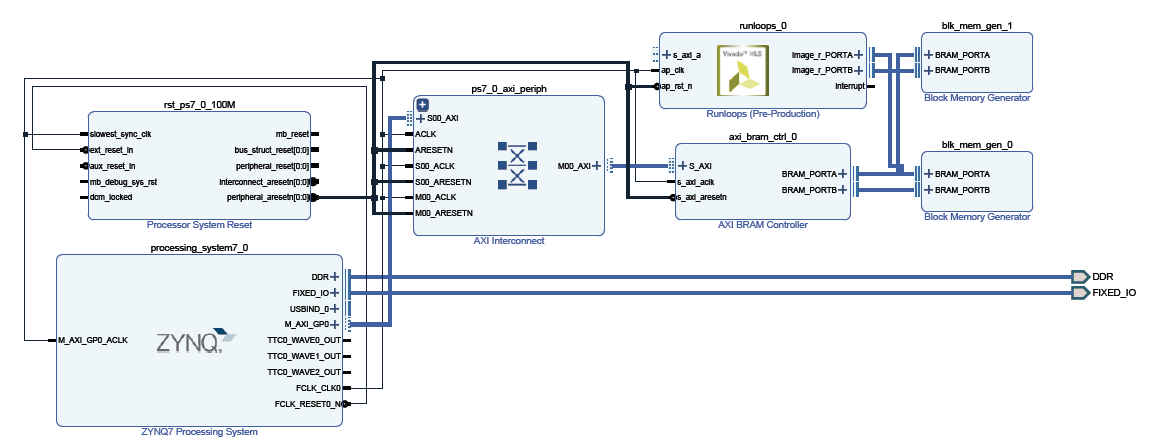 runloops_0
s_axi_a
ap_clk
ap_rst_n
Vivado™ HLS
Image_r_PORTA
Image_r_PORTB
interrupt
Runloops (Pre-Production)
blk_mem_gen_1
BRAM_PORTA
BRAM_PORTB
Block Memory Generator
rst_ps7_0_100M
slowest_sync_clk
ext_reset_in
aux_reset_in
mb_debug_sys_rst
dcm_locked
mb_reset
bus_struct_reset[0:0]
peripheral_reset[0:0]
interconnect_aresetn[0:0]
peripheral_aresetn[0:0]
Processor System Reset
ps7_0_axi_periph
S00_AXI
ACLK
ARESETN
S00_ACLK
S00_ARESETN
M00_ACLK
M00_ARESETN
M00_AXI
AXI Interconnect
axi_bram_ctrl_0
S_AXI
s_axi_aclk
s_axi_aresetn
BRAM_PORTA
BRAM_PORTB
AXI BRAM Controller
blk_mem_gen_0
BRAM_PORTA
BRAM_PORTB
Block Memory Generator
processing_system7_0
M_AXI_GP0_ACLK
ZYNQ
DDR
FIXED_IO
USBIND_0
M_AXI_GP0
TTC0_WAVE0_OUT
TTC0_WAVE1_OUT
TTC0_WAVE2_OUT
FCLK_CLK0
FCLK_RESET0_N
ZYNQ7 Processing System
DDR
FIXED_IO